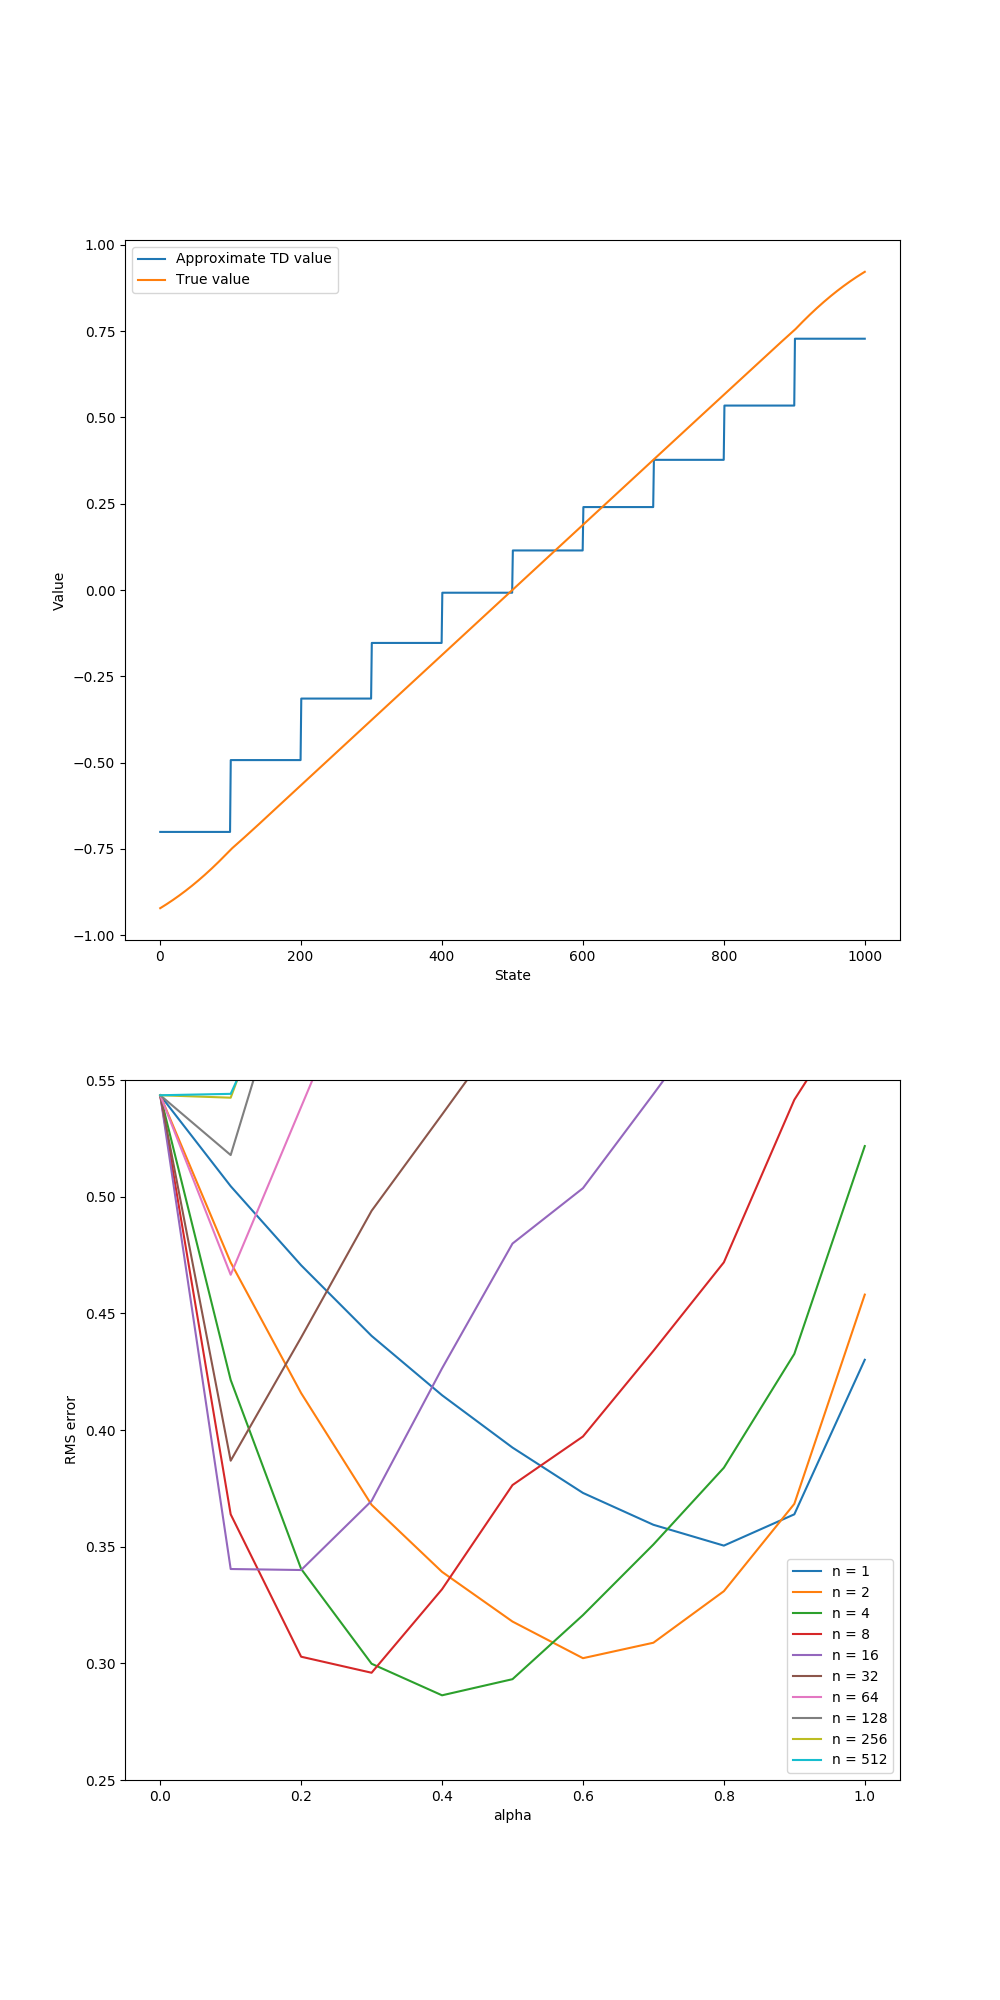 Approximate TD value
True value
1.00
0.75
0.50
0.25
0.00
−0.25
−0.50
−0.75
−1.00
Value
0 200 400 600 800 1000
State
0.55
0.50
0.45
0.40
0.35
0.30
0.25
RMS error
n = 1
n = 2
n = 4
n = 8
n = 16
n = 32
n = 64
n = 128
n = 256
n = 512
0.0 0.2 0.4 0.6 0.8 1.0
alpha